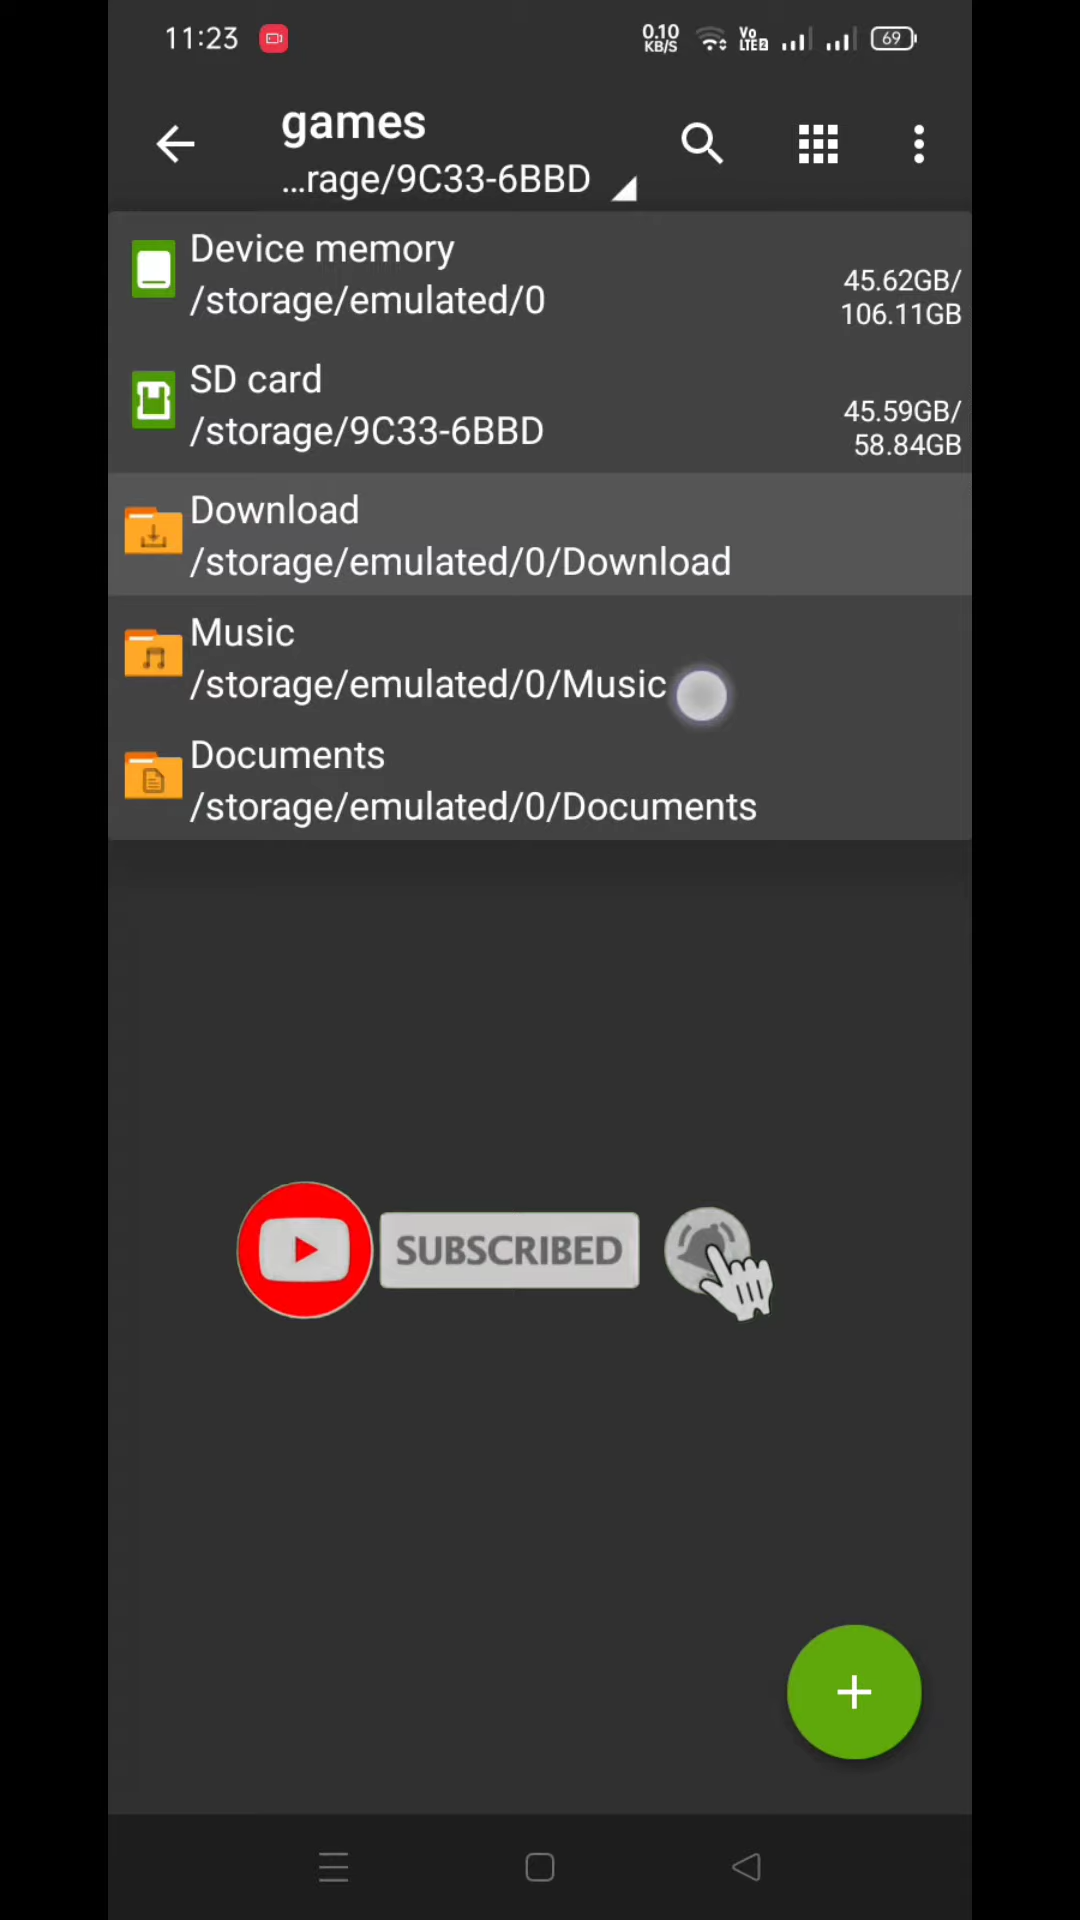 11:23
0.10
KB/S
Vo
LTE2
69
games
...rage/9C33-6BBD
Device memory
/storage/emulated/0
45.62GB/
106.11GB
SD card
/storage/9C33-6BBD
45.59GB/
58.84GB
Download
/storage/emulated/0/Download
Music
/storage/emulated/0/Music
Documents
/storage/emulated/0/Documents
SUBSCRIBED